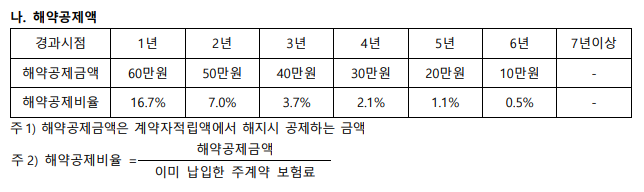 나. 해약공제액
경과시점 1년 2년 3년 4년 5년 6년 7년이상
해약공제금액 60만원 50만원 40만원 30만원 20만원 10만원 -
해약공제비율 16.7% 7.0% 3.7% 2.1% 1.1% 0.5% -
주1) 해약공제금액은 계약자적립액에서 해지시 공제하는 금액
해약공제금액
주2) 해약공제비율 =
이미 납입한 주계약 보험료